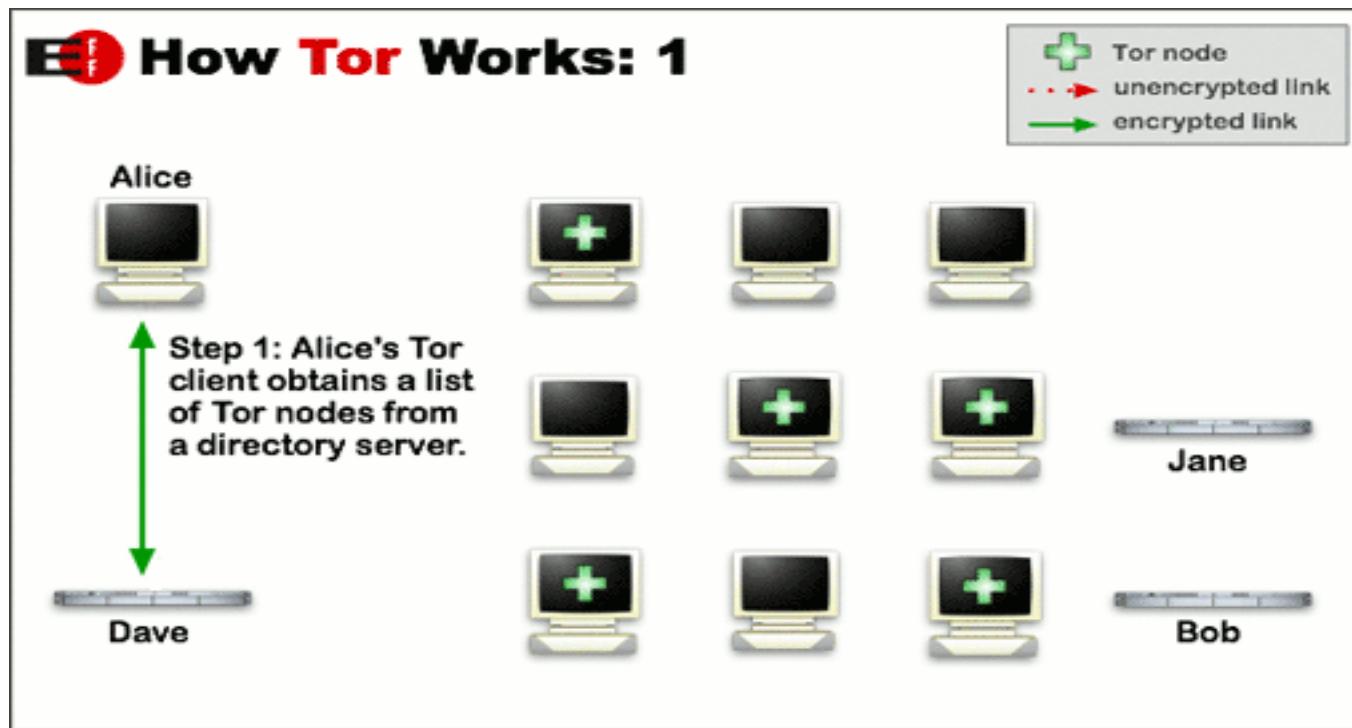 EFF How Tor Works: 1
Tor node
unencrypted link
encrypted link
Alice
Step 1: Alice's Tor
client obtains a list
of Tor nodes from
a directory server.
Jane
Dave
Bob